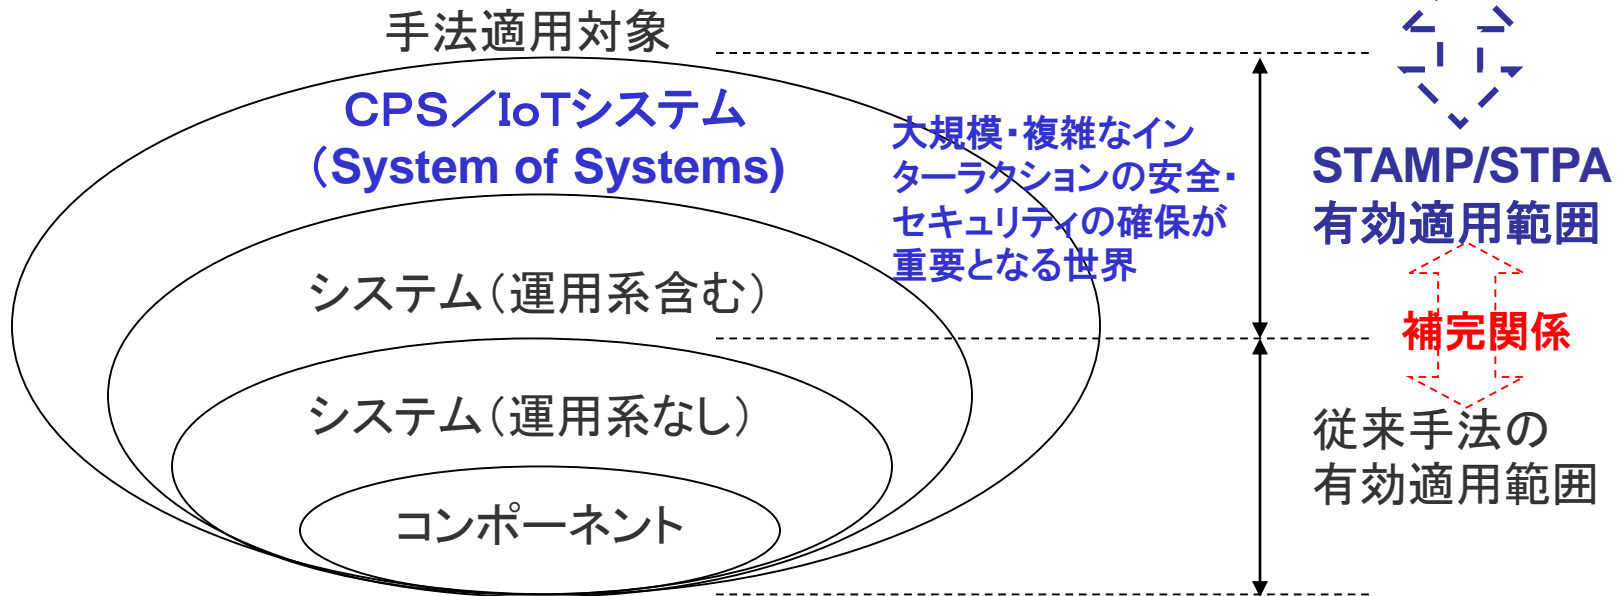 手法適用対象
CPS／IoTシステム
（System of Systems)
システム（運用系含む）
システム（運用系なし）
コンポーネント
大規模・複雑なイン
ターラクションの安全・
セキュリティの確保が
重要となる世界
STAMP/STPA
有効適用範囲
補完関係
従来手法の
有効適用範囲